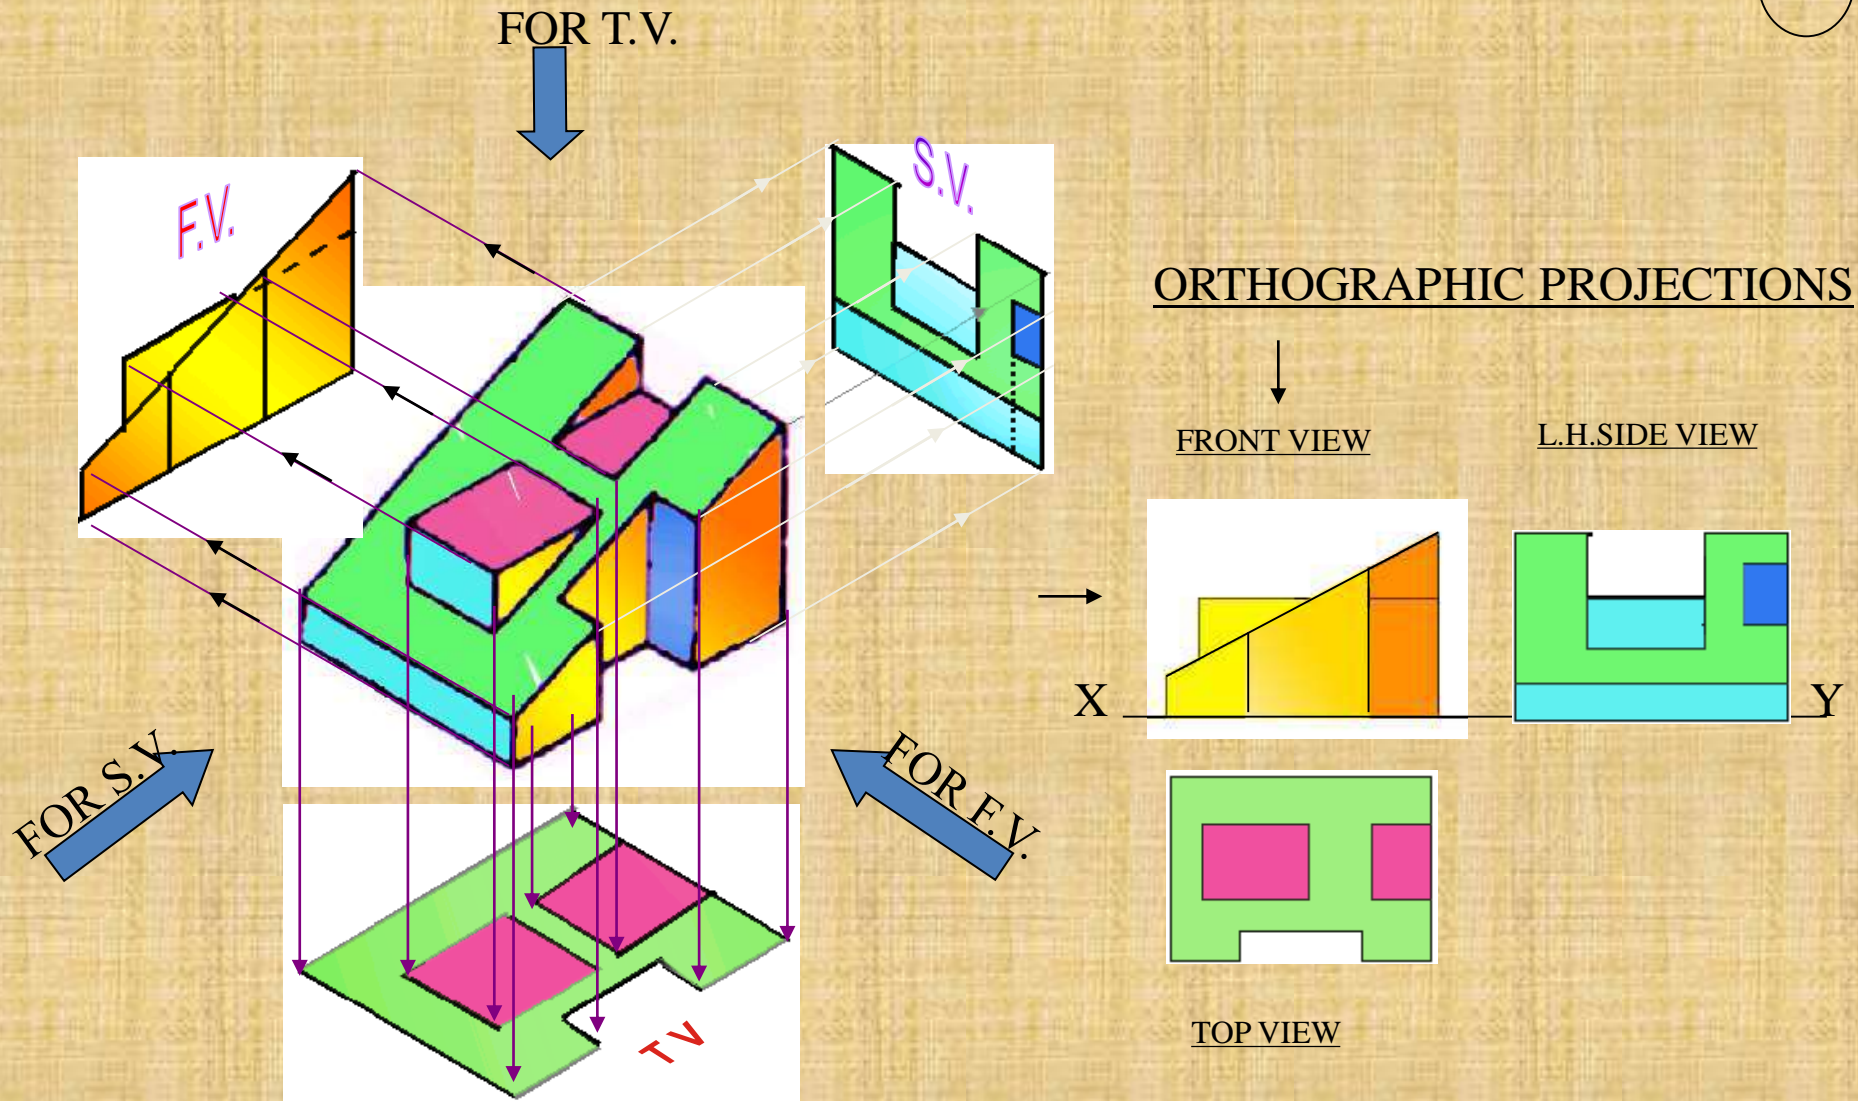 FOR T.V.
F.V.
S.V.
ORTHOGRAPHIC PROJECTIONS
FRONT VIEW
L.H.SIDE VIEW
X
Y
FOR S.V.
FOR F.V.
T V
TOP VIEW